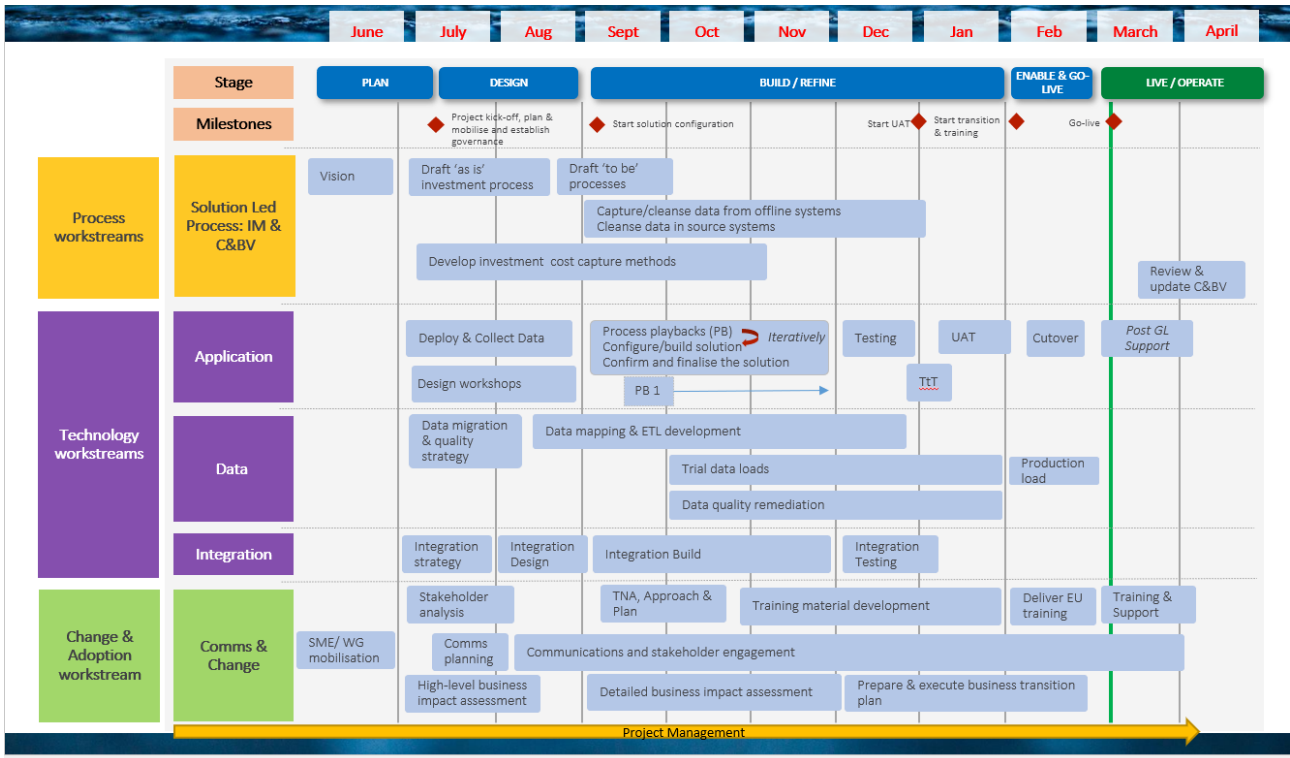 June
July
Aug
Sept
Oct
Nov
Dec
Jan
Feb
March
April
Stage
PLAN
DESIGN
BUILD / REFINE
ENABLE & GO-
LIVE
LIVE / OPERATE
Milestones
Project kick-off, plan &
mobilise and establish
governance
Start solution configuration
Start UAT
Start transition
& training
Go-live
Process
workstreams
Solution Led
Process: IM &
C&BV
Vision
Draft ‘as is’
investment process
Draft ‘to be’
processes
Capture/cleanse data from offline systems
Cleanse data in source systems
Develop investment cost capture methods
Review &
update C&BV
Technology
workstreams
Application
Deploy & Collect Data
Process playbacks (PB)
Iteratively
Configure/build solution
Confirm and finalise the solution
Testing
UAT
Cutover
Post GL
Support
Design workshops
PB 1
TtT
Data
Data migration
& quality
strategy
Data mapping & ETL development
Trial data loads
Production
load
Data quality remediation
Integration
Integration
strategy
Integration
Design
Integration Build
Integration
Testing
Change &
Adoption
workstream
Comms &
Change
Stakeholder
analysis
TNA, Approach &
Plan
Training material development
Deliver EU
training
Training &
Support
SME/ WG
mobilisation
Comms
planning
Communications and stakeholder engagement
High-level business
impact assessment
Detailed business impact assessment
Prepare & execute business transition
plan
Project Management